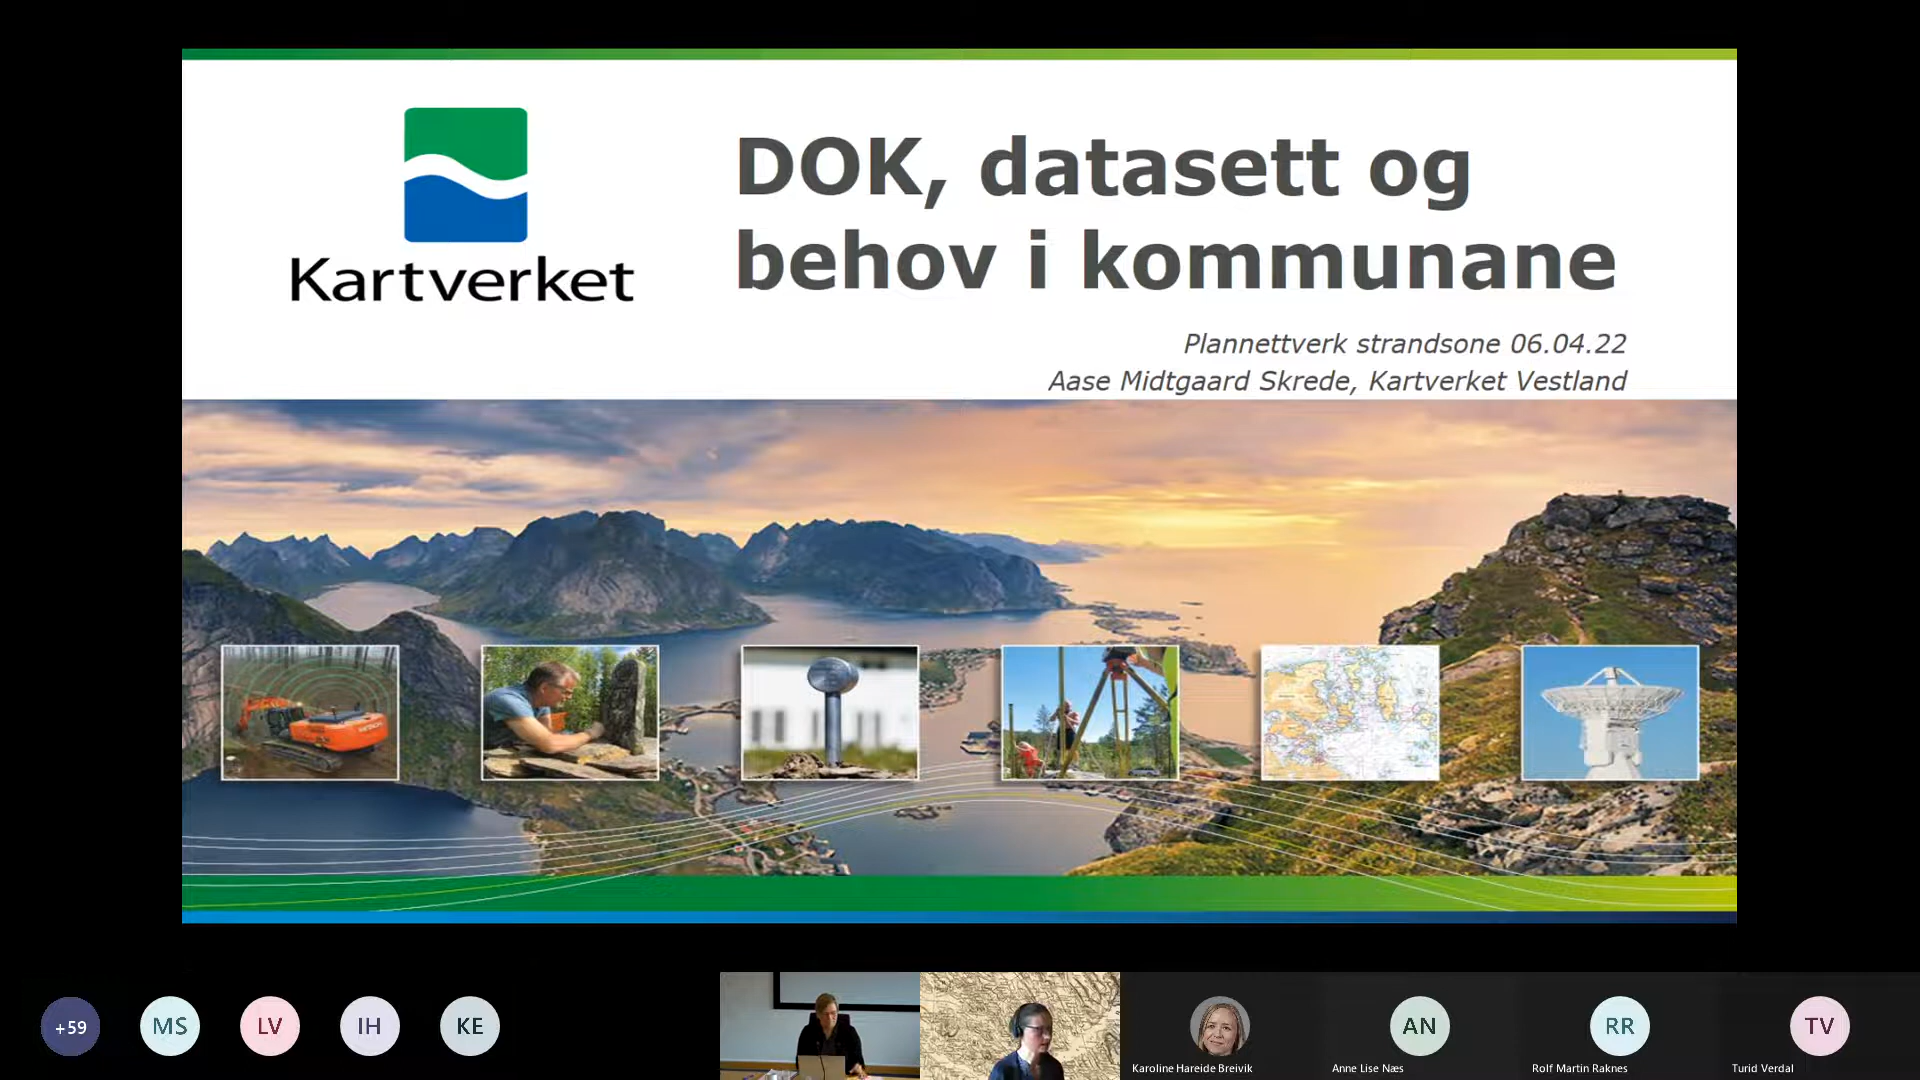 Kartverket
DOK, datasett og
behov i kommunane
Plannettverk strandsone 06.04.22
Aase Midtgaard Skrede, Kartverket Vestland
+59
MS
LV
IH
KE
AN
RR
TV
Karoline Hareide Breivik
Anne Lise Næs
Rolf Martin Raknes
Turid Verdal